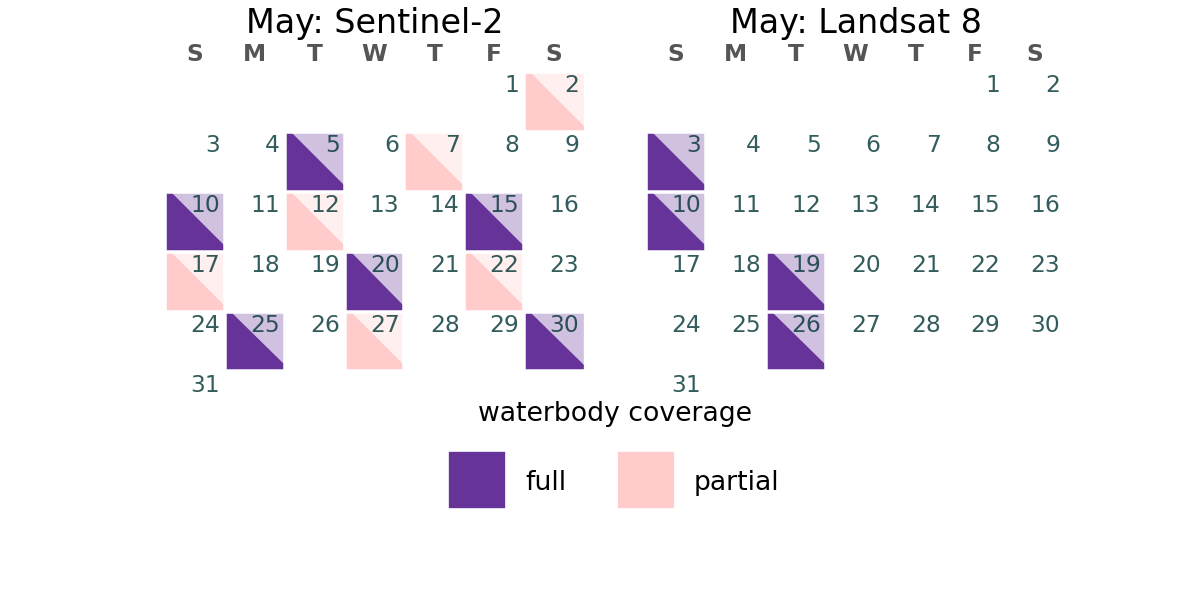 May: Sentinel-2
S M T W T F S
1 2
3 4 5 6 7 8 9
10 11 12 13 14 15 16
17 18 19 20 21 22 23
24 25 26 27 28 29 30
31
May: Landsat 8
S M T W T F S
1 2
3 4 5 6 7 8 9
10 11 12 13 14 15 16
17 18 19 20 21 22 23
24 25 26 27 28 29 30
31
waterbody coverage
full partial